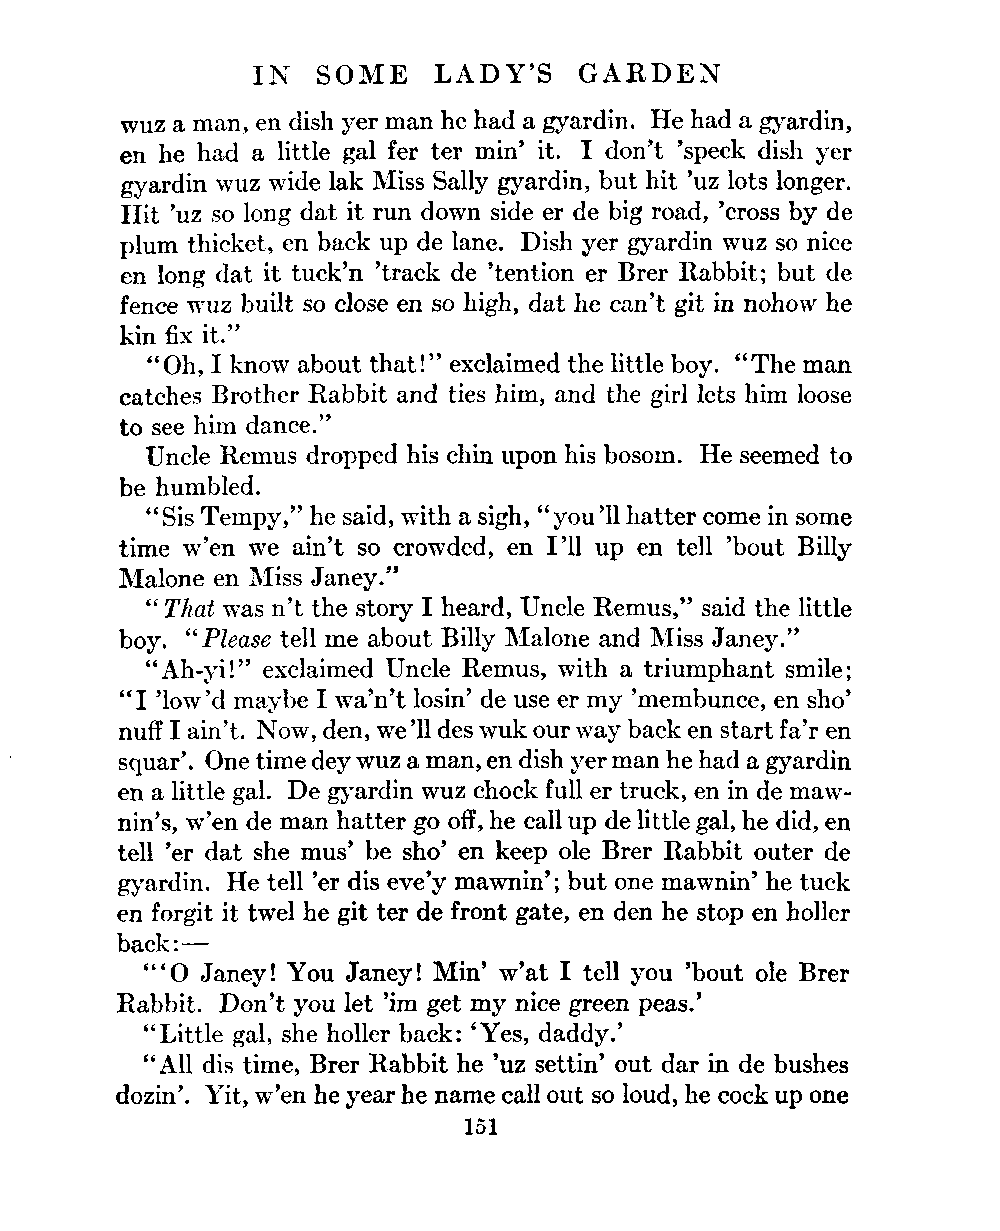 IN SOME LADY'S GARDEN
wuz a man, en dish yer man he had a gyardin. He had a gyardin,
en he had a little gal fer ter min' it. I don't 'speck dish yer
gyardin wuz wide lak Miss Sally gyardin, but hit 'uz lots longer.
Hit 'uz so long dat it run down side er de big road, 'cross by de
plum thicket, en back up de lane. Dish yer gyardin wuz so nice
en long dat it tuck'n 'track de 'tention er Brer Rabbit; but de
fence wuz built so close en so high, dat he can't git in nohow he
kin fix it."
"Oh, I know about that!" exclaimed the little boy. "The man
catches Brother Rabbit and ties him, and the girl lets him loose
to see him dance."
Uncle Remus dropped his chin upon his bosom. He seemed to
be humbled.
"Sis Tempy," he said, with a sigh, "you 'll hatter come in some
time w'en we ain't so crowded, en I'll up en tell 'bout Billy
Malone en Miss Janey."
"That was n't the story I heard, Uncle Remus," said the little
boy. "Please tell me about Billy Malone and Miss Janey."
"Ah-yi!" exclaimed Uncle Remus, with a triumphant smile;
"I 'low'd maybe I wa'n't losin' de use er my 'membunce, en sho'
nuff I ain't. Now, den, we 'll des wuk our way back en start fa'r en
squar'. One time dey wuz a man, en dish yer man he had a gyardin
en a little gal. De gyardin wuz chock full er truck, en in de maw-
nin's, w'en de man hatter go off, he call up de little gal, he did, en
tell 'er dat she mus' be sho' en keep ole Brer Rabbit outer de
gyardin. He tell 'er dis eve'y mawnin'; but one mawnin' he tuck
en forgit it twel he git ter de front gate, en den he stop en holler
back:—
"'O Janey! You Janey! Min' w'at I tell you 'bout ole Brer
Rabbit. Don't you let 'im get my nice green peas.'
"Little gal, she holler back: 'Yes, daddy.'
"All dis time, Brer Rabbit he 'uz settin' out dar in de bushes
dozin'. Yit, w'en he year he name call out so loud, he cock up one
151